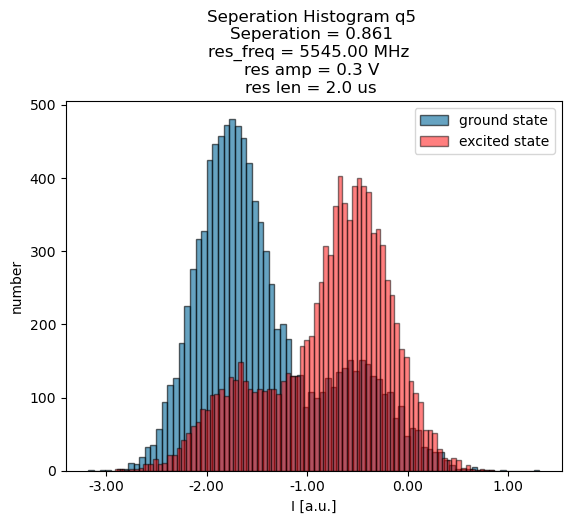 Seperation Histogram q5
Seperation = 0.861
res_freq = 5545.00 MHz
res amp = 0.3 V
res len = 2.0 us
ground state
excited state
500
400
300
200
100
0
number
-3.00 -2.00 -1.00 0.00 1.00
I [a.u.]